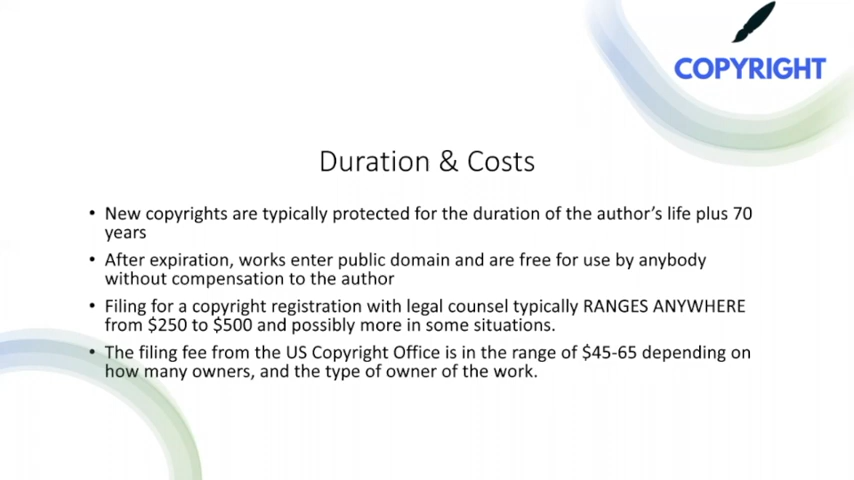 COPYRIGHT
Duration & Costs
• New copyrights are typically protected for the duration of the author’s life plus 70
years
• After expiration, works enter public domain and are free for use by anybody
without compensation to the author
• Filing for a copyright registration with legal counsel typically RANGES ANYWHERE
from $250 to $500 and possibly more in some situations.
• The filing fee from the US Copyright Office is in the range of $45-65 depending on
how many owners, and the type of owner of the work.